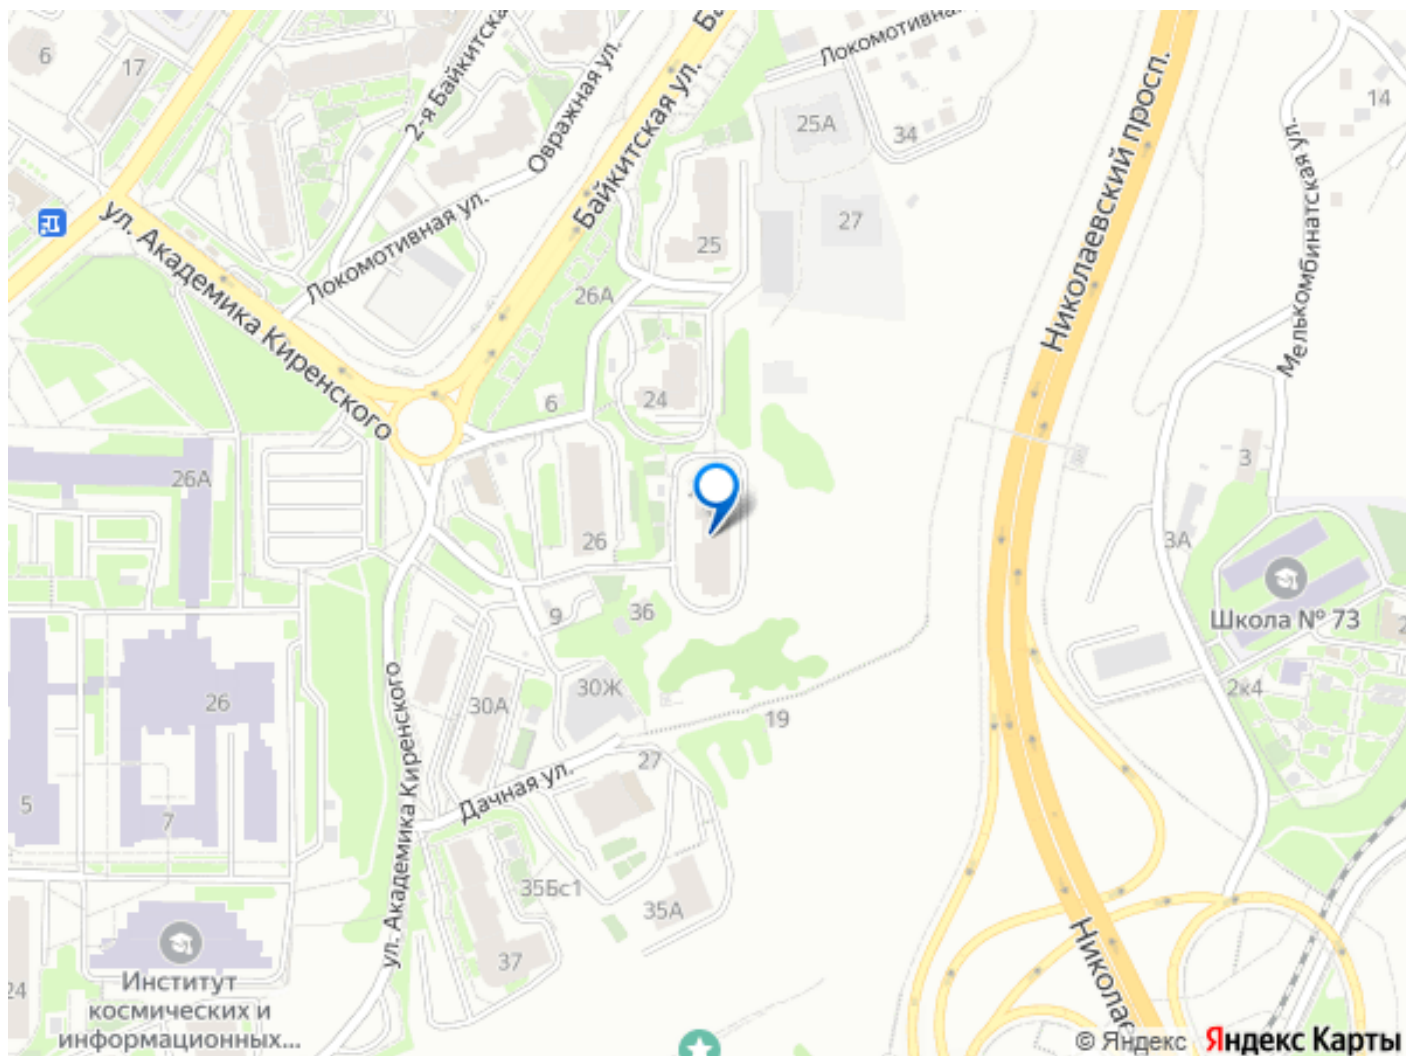 6
17
2-я Байкитска
Овражная ул.
Ба
Байкитская ул.
Локомотивная
25А
34
14
Николаевский просп.
Мелькомбинатская ул.
ул. Академика Киренского
Локомотивная ул.
25
27
26А
6
24
26А
26
3
3А
Школа № 73
2
2к4
9
36
30Ж
30А
19
26
ул. Академика Киренского
27
Дачная ул.
5
7
35Бс1
35А
37
24
Институт
космических и
информационных...
Николаев
© Яндекс Яндекс Карты